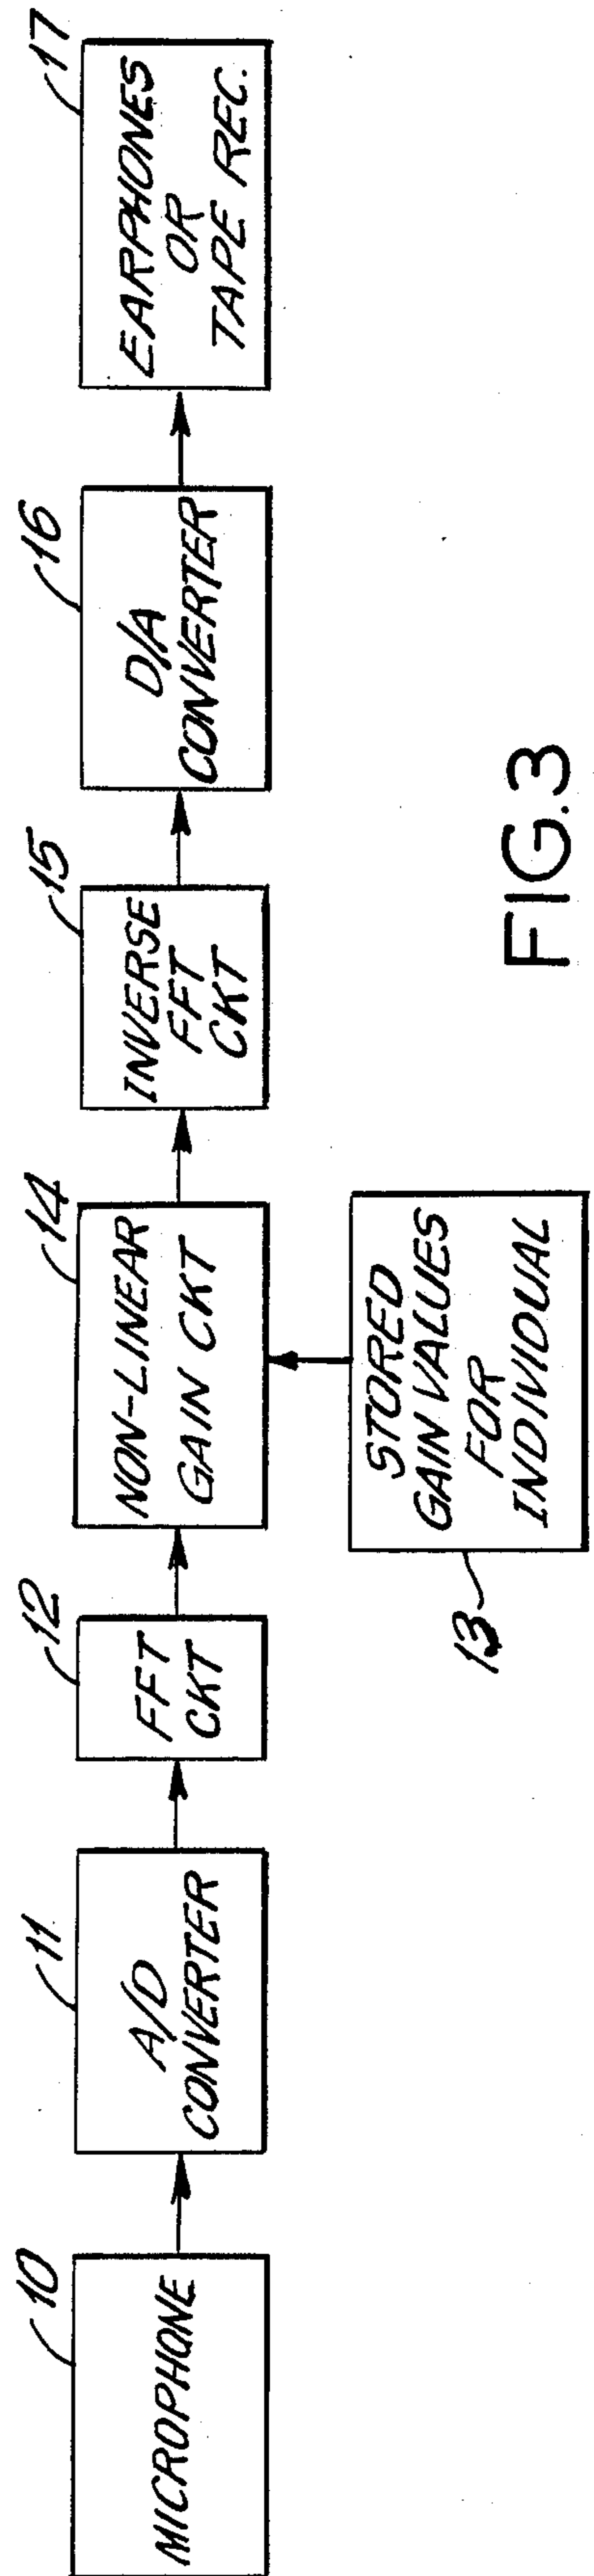 10
MICROPHONE
11
A/D
CONVERTER
12
FFT
CKT
14
NON-LINEAR
GAIN CKT
13
STORED
GAIN VALUES
FOR
INDIVIDUAL
15
INVERSE
FFT
CKT
16
D/A
CONVERTER
17
EARPHONES
OR
TAPE REC.
FIG.3